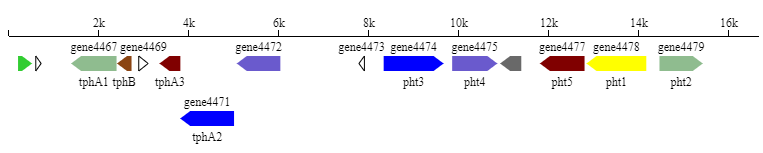 2k 4k 6k 8k 10k 12k 14k 16k
gene4467 gene4469 gene4472 gene4473 gene4474 gene4475 gene4477 gene4478 gene4479
tphA1 tphB tphA3 pht3 pht4 pht5 pht1 pht2
gene4471
tphA2